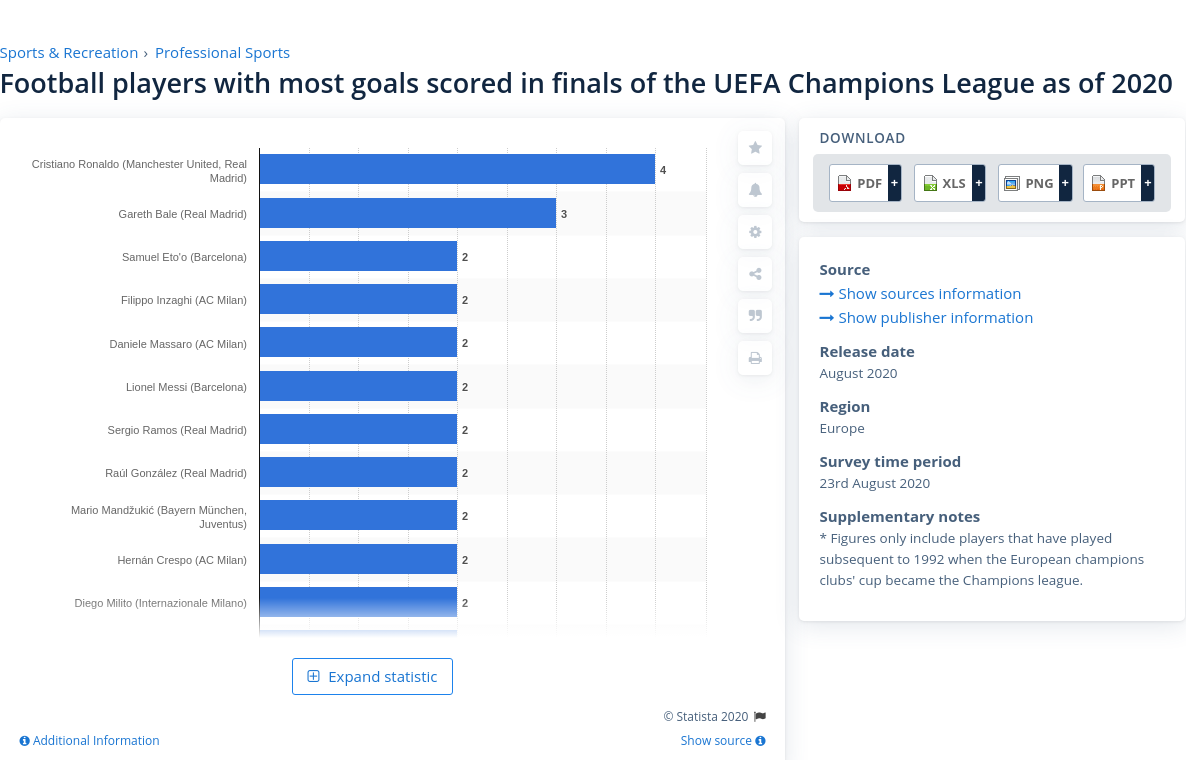 Sports & Recreation › Professional Sports
Football players with most goals scored in finals of the UEFA Champions League as of 2020
Cristiano Ronaldo (Manchester United, Real
Madrid)
4
Gareth Bale (Real Madrid)
3
Samuel Eto'o (Barcelona)
2
Filippo Inzaghi (AC Milan)
2
Daniele Massaro (AC Milan)
2
Lionel Messi (Barcelona)
2
Sergio Ramos (Real Madrid)
2
Raúl González (Real Madrid)
2
Mario Mandžukić (Bayern München,
Juventus)
2
Hernán Crespo (AC Milan)
2
Diego Milito (Internazionale Milano)
2
Expand statistic
© Statista 2020
Additional Information
Show source
DOWNLOAD
PDF + XLS + PNG + PPT +
Source
Show sources information
Show publisher information
Release date
August 2020
Region
Europe
Survey time period
23rd August 2020
Supplementary notes
* Figures only include players that have played
subsequent to 1992 when the European champions
clubs' cup became the Champions league.